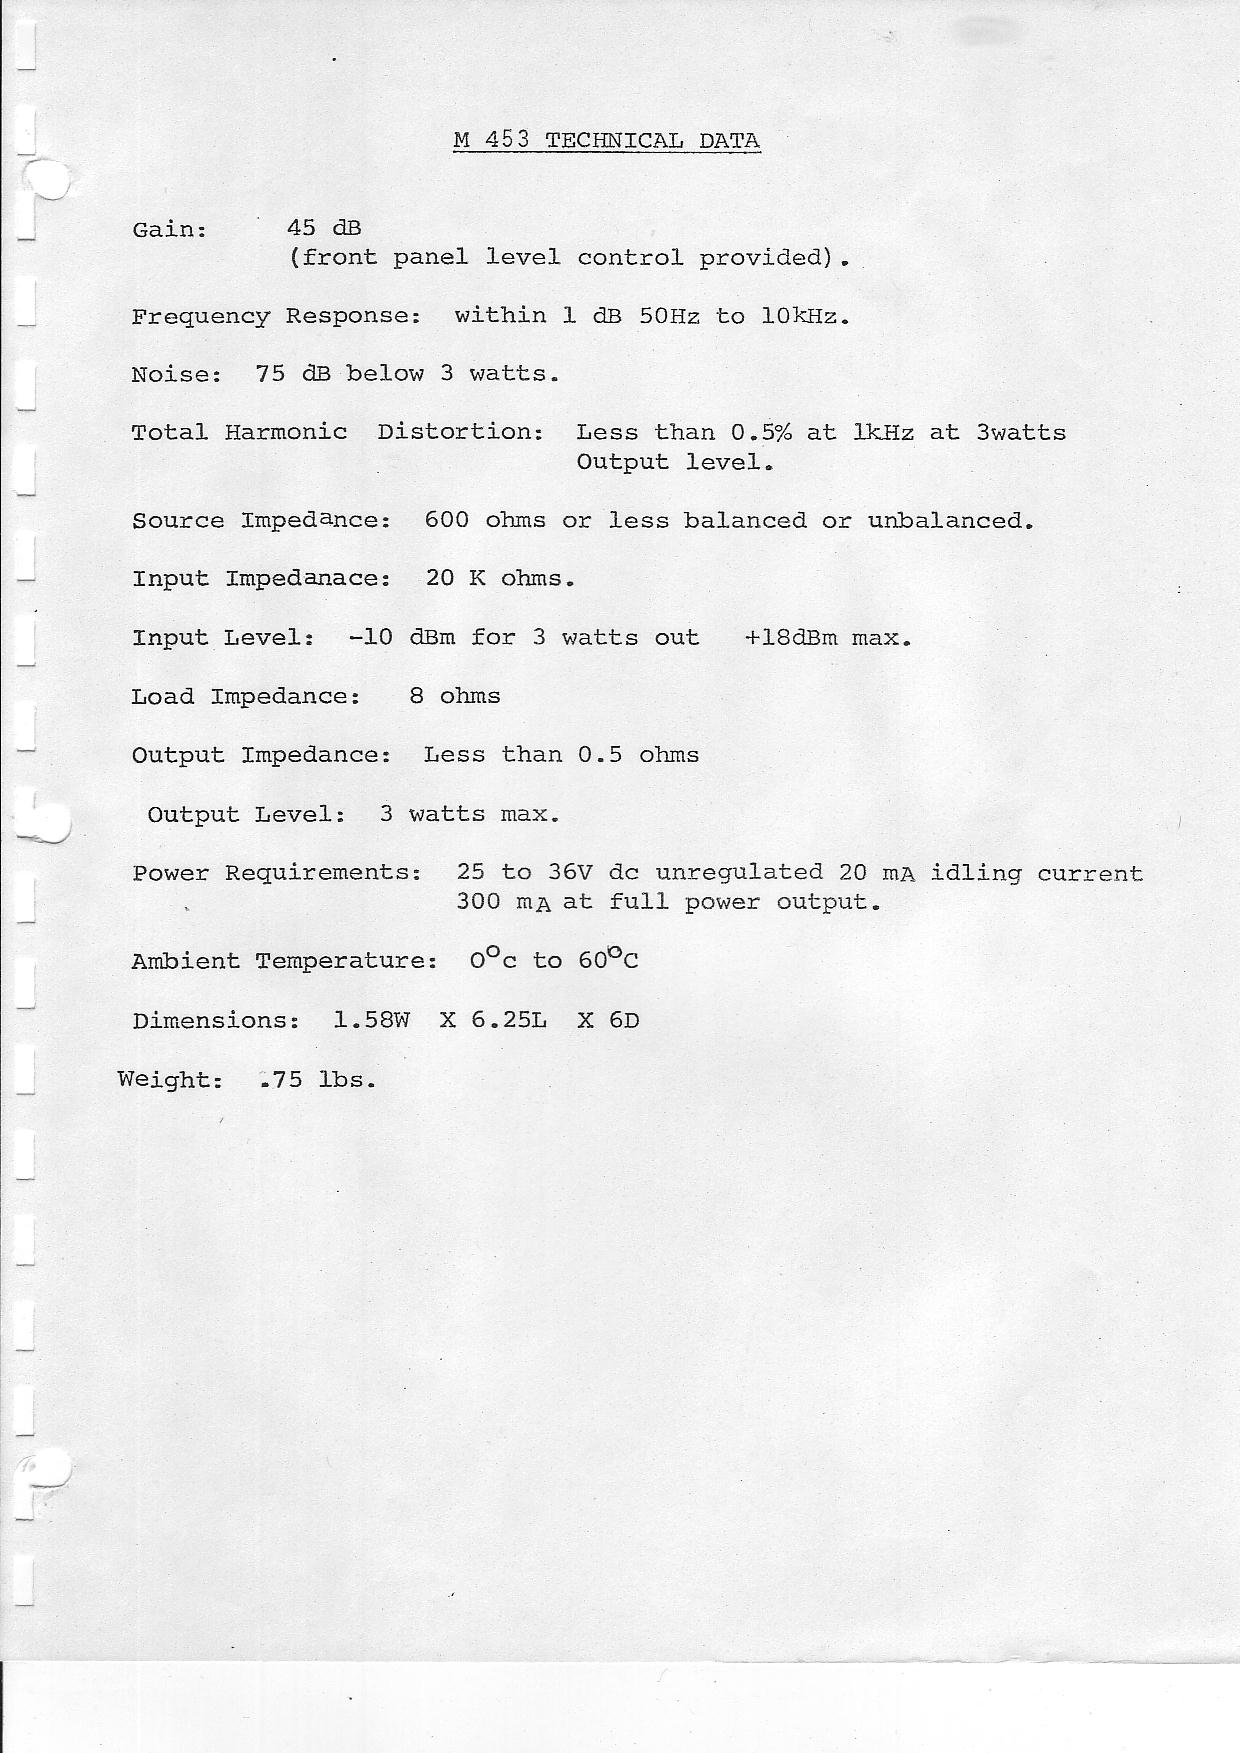 M 453 TECHNICAL DATA
Gain: 45 dB
(front panel level control provided).
Frequency Response: within 1 dB 50Hz to 10kHz.
Noise: 75 dB below 3 watts.
Total Harmonic Distortion: Less than 0.5% at 1kHz at 3watts
Output level.
Source Impedance: 600 ohms or less balanced or unbalanced.
Input Impedanace: 20 K ohms.
Input Level: -10 dBm for 3 watts out +18dBm max.
Load Impedance: 8 ohms
Output Impedance: Less than 0.5 ohms
Output Level: 3 watts max.
Power Requirements: 25 to 36V dc unregulated 20 mA idling current
300 mA at full power output.
Ambient Temperature: 0°c to 60°C
Dimensions: 1.58W X 6.25L X 6D
Weight: .75 lbs.